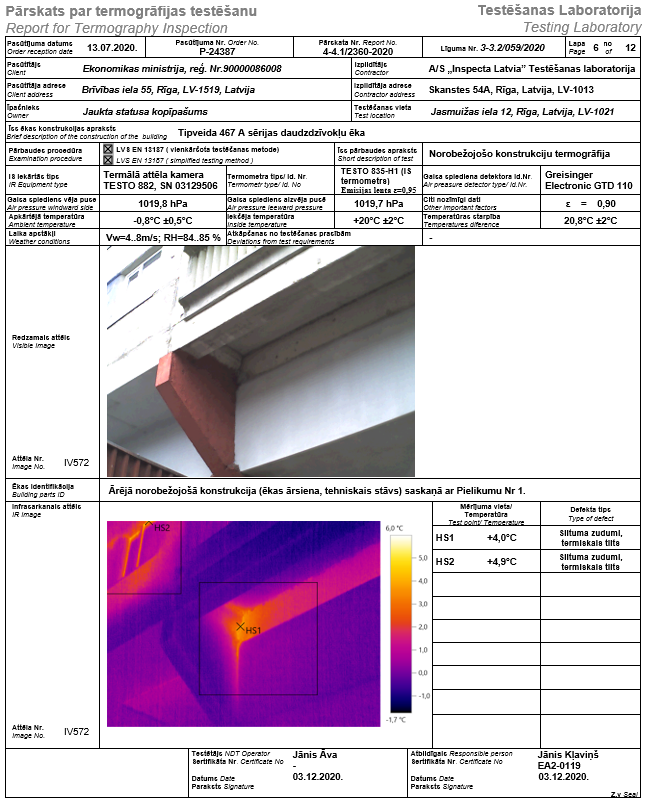 Pārskats par termogrāfijas testēšanu
Report for Termography Inspection
Testēšanas Laboratorija
Testing Laboratory
Pasūtījuma datums
Order reception date
13.07.2020.
Pasūtījuma Nr. Order No.
P-24387
Pārskata Nr. Report No.
4-4.1/2360-2020
Līguma Nr. 3-3.2/059/2020
Lapa
Page
6
no
of
12
Pasūtītājs
Client
Ekonomikas ministrija, reģ. Nr.90000086008
Izpildītājs
Contractor
A/S „Inspecta Latvia” Testēšanas laboratorija
Pasūtītāja adrese
Client address
Brīvības iela 55, Rīga, LV-1519, Latvija
Izpildītāja adrese
Contractor address
Skanstes 54A, Rīga, Latvija, LV-1013
Īpašnieks
Owner
Jaukta statusa kopīpašums
Testēšanas vieta
Test location
Jasmuižas iela 12, Rīga, Latvija, LV-1021
Īss ēkas konstrukcijas apraksts
Brief description of the construction of the building
Tipveida 467 A sērijas daudzdzīvokļu ēka
Pārbaudes procedūra
Examination procedure
LVS EN 13187 ( vienkāršota testēšanas metode)
LVS EN 13187 ( simplified testing method )
Īss pārbaudes apraksts
Short description of test
Norobežojošo konstrukciju termogrāfija
IS iekārtās tips
IR Equipment type
Termālā attēla kamera
TESTO 882, SN 03129506
Termometra tips/ Id. Nr.
Termometr type/ Id. No
TESTO 835-H1 (IS
termometrs)
Emisijas lenta ε=0,95
Gaisa spiediena detektora Id.Nr.
Air pressure detector type/ Id.Nr.
Greisinger
Electronic GTD 110
Gaisa spiediens vēja puse
Air pressure windward side
1019,8 hPa
Gaisa spiediens aizvēja pusē
Air pressure leeward pressure
1019,7 hPa
Citi nozīmīgi dati
Other important factors
ε = 0,90
Apkārtējā temperatūra
Ambient temperature
-0,8°C ±0,5°C
Iekšēja temperatūra
Inside temperature
+20°C ±2°C
Temperatūras starpība
Temperatures diference
20,8°C ±2°C
Laika apstākļi
Weather conditions
Vw=4..8m/s; RH=84..85 %
Atkāpšanas no testēšanas prasībām
Deviations from test requirements
-
Redzamais attēls
Visible Image
Attēla Nr.
Image No.
IV572
Ēkas identifikācija
Building parts ID
Ārējā norobežojošā konstrukcija (ēkas ārsiena, tehniskais stāvs) saskaņā ar Pielikumu Nr 1.
Infrasarkanais attēls
IR Image
Mērījuma vieta/
Temperatūra
Test point/ Temperature
Defekta tips
Type of defect
HS1 +4,0°C
Siltuma zudumi,
termiskais tilts
HS2 +4,9°C
Siltuma zudumi,
termiskais tilts
HS2
HS1
6,0 °C
5,0
4,0
3,0
2,0
1,0
0,0
-1,0
-1,7 °C
Attēla Nr.
Image No.
IV572
Testētājs NDT Operator
Sertifikāta Nr. Certificate No
Datums Date
Paraksts Signature
Jānis Āva
-
03.12.2020.
Atbildīgais Responsible person
Sertifikāta Nr. Certificate No
Datums Date
Paraksts Signature
Jānis Kļaviņš
EA2-0119
03.12.2020.
Z.v Seal